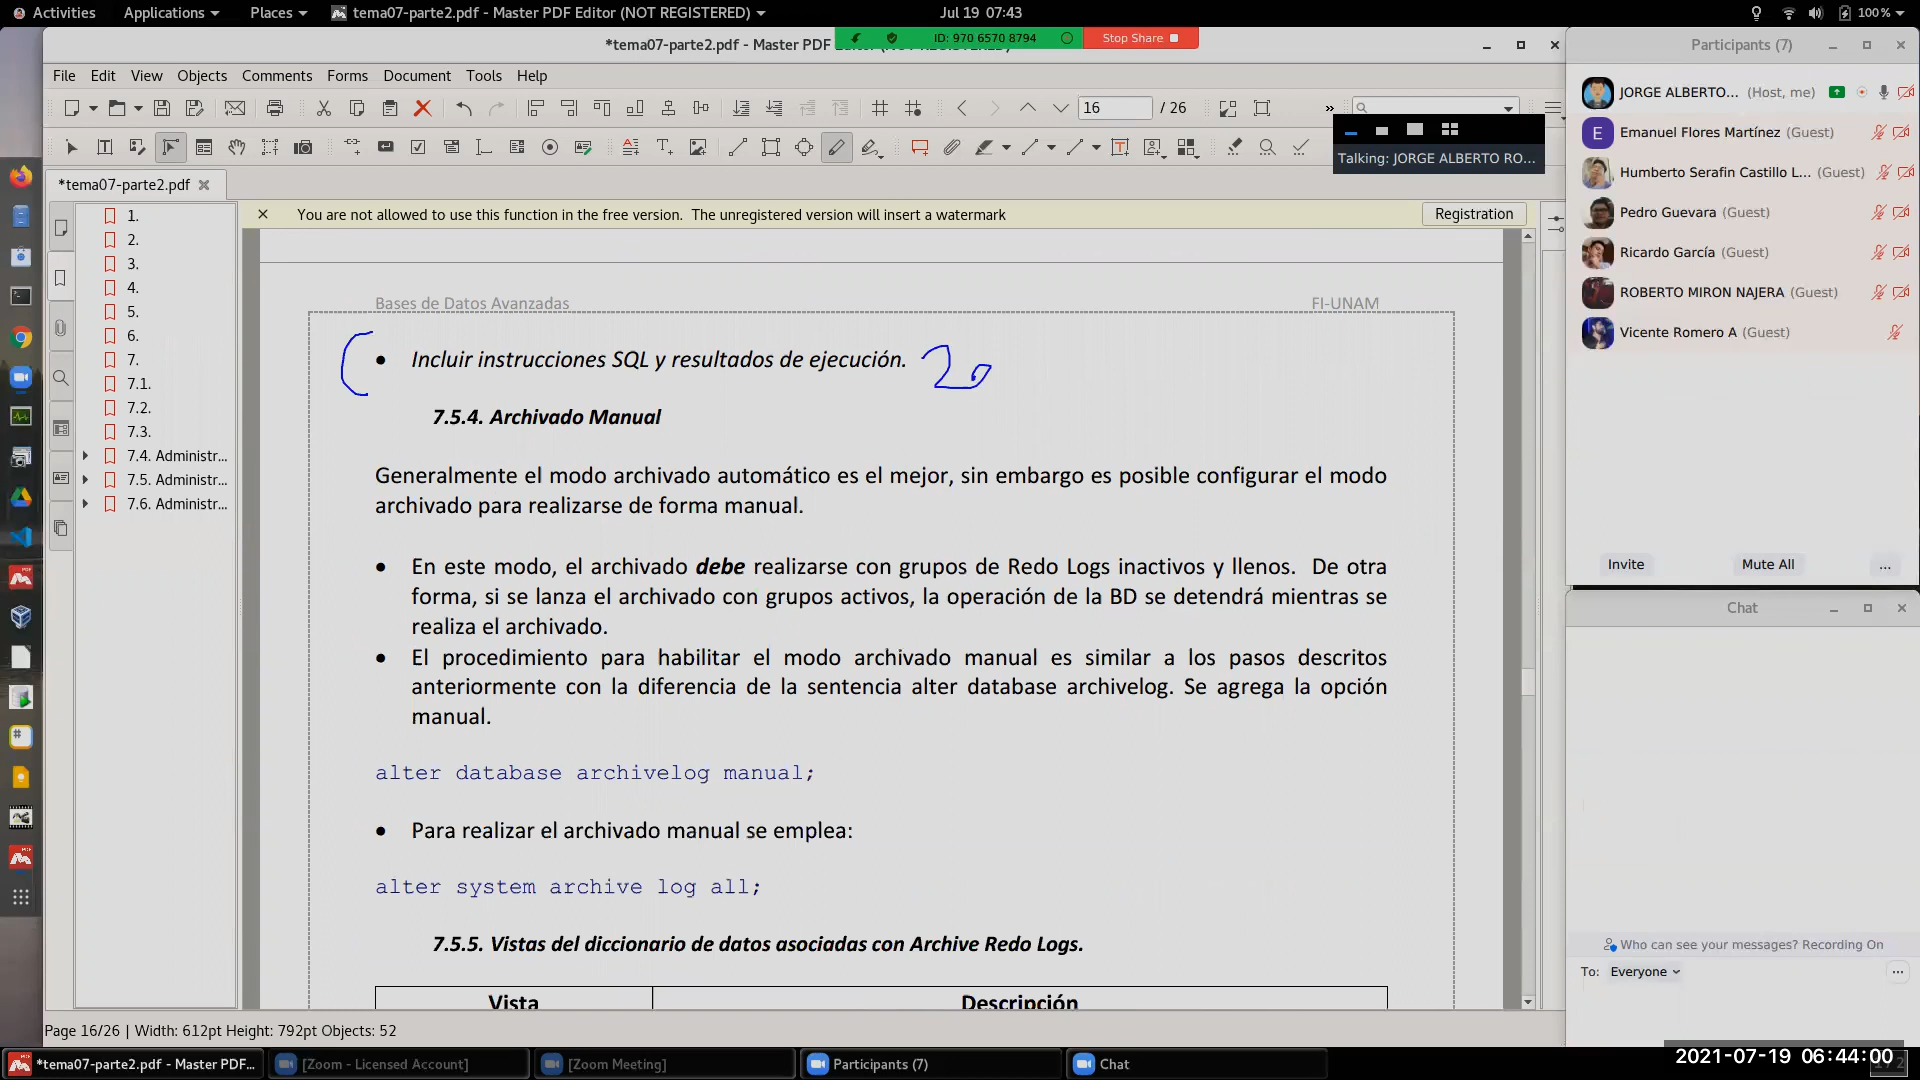 Activities Applications Places tema07-parte2.pdf - Master PDF Editor (NOT REGISTERED) Jul 19 07:43 100%
*tema07-parte2.pdf - Master PDF
ID: 970 6570 8794 Stop Share
File Edit View Objects Comments Forms Document Tools Help
16 / 26
Talking: JORGE ALBERTO RO...
*tema07-parte2.pdf
You are not allowed to use this function in the free version. The unregistered version will insert a watermark
Registration
1.
2.
3.
4.
5.
6.
7.
7.1.
7.2.
7.3.
7.4. Administr...
7.5. Administr...
7.6. Administr...
Bases de Datos Avanzadas FI-UNAM
• Incluir instrucciones SQL y resultados de ejecución. 20
7.5.4. Archivado Manual
Generalmente el modo archivado automático es el mejor, sin embargo es posible configurar el modo
archivado para realizarse de forma manual.
• En este modo, el archivado debe realizarse con grupos de Redo Logs inactivos y llenos. De otra
forma, si se lanza el archivado con grupos activos, la operación de la BD se detendrá mientras se
realiza el archivado.
• El procedimiento para habilitar el modo archivado manual es similar a los pasos descritos
anteriormente con la diferencia de la sentencia alter database archivelog. Se agrega la opción
manual.
alter database archivelog manual;
• Para realizar el archivado manual se emplea:
alter system archive log all;
7.5.5. Vistas del diccionario de datos asociadas con Archive Redo Logs.
Vista Descripción
Page 16/26 | Width: 612pt Height: 792pt Objects: 52
Participants (7)
JORGE ALBERTO... (Host, me)
E Emanuel Flores Martínez (Guest)
Humberto Serafin Castillo L... (Guest)
Pedro Guevara (Guest)
Ricardo García (Guest)
ROBERTO MIRON NAJERA (Guest)
Vicente Romero A (Guest)
Invite Mute All ...
Chat
Who can see your messages? Recording On
To: Everyone
*tema07-parte2.pdf - Master PDF... [Zoom - Licensed Account] [Zoom Meeting] Participants (7) Chat
2021-07-19 06:44:00